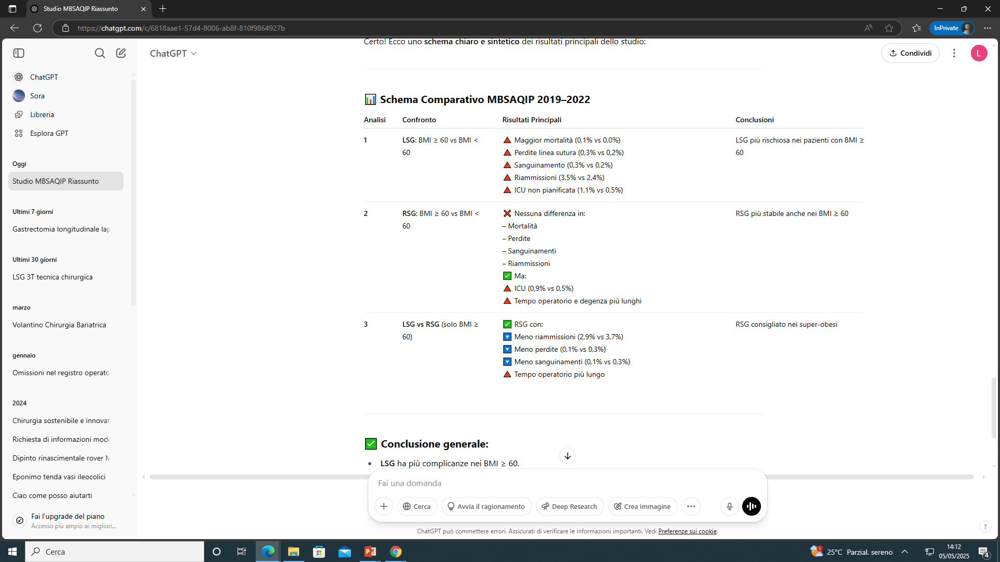 Studio MBSAQIP Riassunto
https://chatgpt.com/c/6818aae1-57d4-8006-ab8f-810f9864927b
InPrivate
ChatGPT
Sora
Libreria
Esplora GPT
Oggi
Studio MBSAQIP Riassunto
Ultimi 7 giorni
Gastrectomia longitudinale lap
Ultimi 30 giorni
LSG 3T tecnica chirurgica
marzo
Volantino Chirurgia Bariatrica
gennaio
Omissioni nel registro operato
2024
Chirurgia sostenibile e innovat
Richiesta di informazioni mode
Dipinto rinascimentale rover M
Eponimo tenda vasi ileocolici
Ciao come posso aiutarti
Fai l’upgrade del piano
Accesso più ampio ai migliori...
ChatGPT
Condividi
L
Certo! Ecco uno schema chiaro e sintetico dei risultati principali dello studio:
Schema Comparativo MBSAQIP 2019–2022
Analisi Confronto Risultati Principali Conclusioni
1
LSG: BMI ≥ 60 vs BMI <
60
Maggior mortalità (0,1% vs 0,0%)
Perdite linea sutura (0,3% vs 0,2%)
Sanguinamento (0,3% vs 0,2%)
Riammissioni (3,5% vs 2,4%)
ICU non pianificata (1,1% vs 0,5%)
LSG più rischiosa nei pazienti con BMI ≥
60
2
RSG: BMI ≥ 60 vs BMI <
60
❌ Nessuna differenza in:
– Mortalità
– Perdite
– Sanguinamenti
– Riammissioni
✅ Ma:
🔺 ICU (0,9% vs 0,5%)
🔺 Tempo operatorio e degenza più lunghi
RSG più stabile anche nei BMI ≥ 60
3
LSG vs RSG (solo BMI ≥
60)
✅ RSG con:
🔽 Meno riammissioni (2,9% vs 3,7%)
🔽 Meno perdite (0,1% vs 0,3%)
🔽 Meno sanguinamenti (0,1% vs 0,3%)
🔺 Tempo operatorio più lungo
RSG consigliato nei super-obesi
✅ Conclusione generale:
• LSG ha più complicanze nei BMI ≥ 60.
Fai una domanda
Cerca Avvia il ragionamento Deep Research Crea immagine
ChatGPT può commettere errori. Assicurati di verificare le informazioni importanti. Vedi Preferenze sui cookie.
?
Cerca
1
25°C Parzial. sereno
14:12
05/05/2025
4